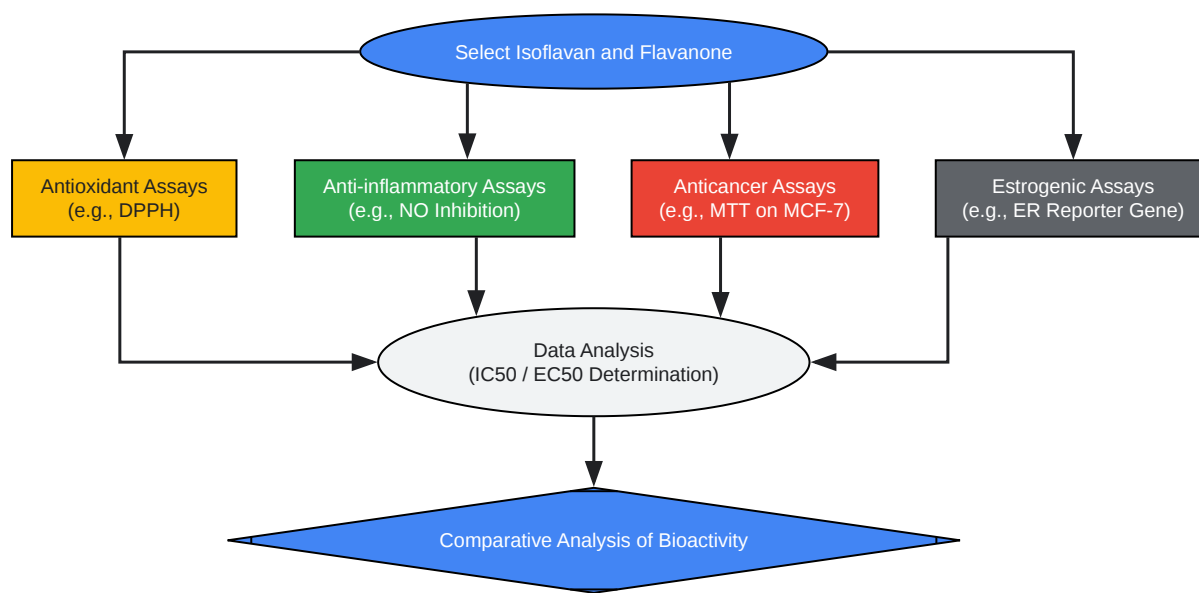 Select Isoflavan and Flavanone
Antioxidant Assays
(e.g., DPPH)
Anti-inflammatory Assays
(e.g., NO Inhibition)
Anticancer Assays
(e.g., MTT on MCF-7)
Estrogenic Assays
(e.g., ER Reporter Gene)
Data Analysis
(IC50 / EC50 Determination)
Comparative Analysis of Bioactivity